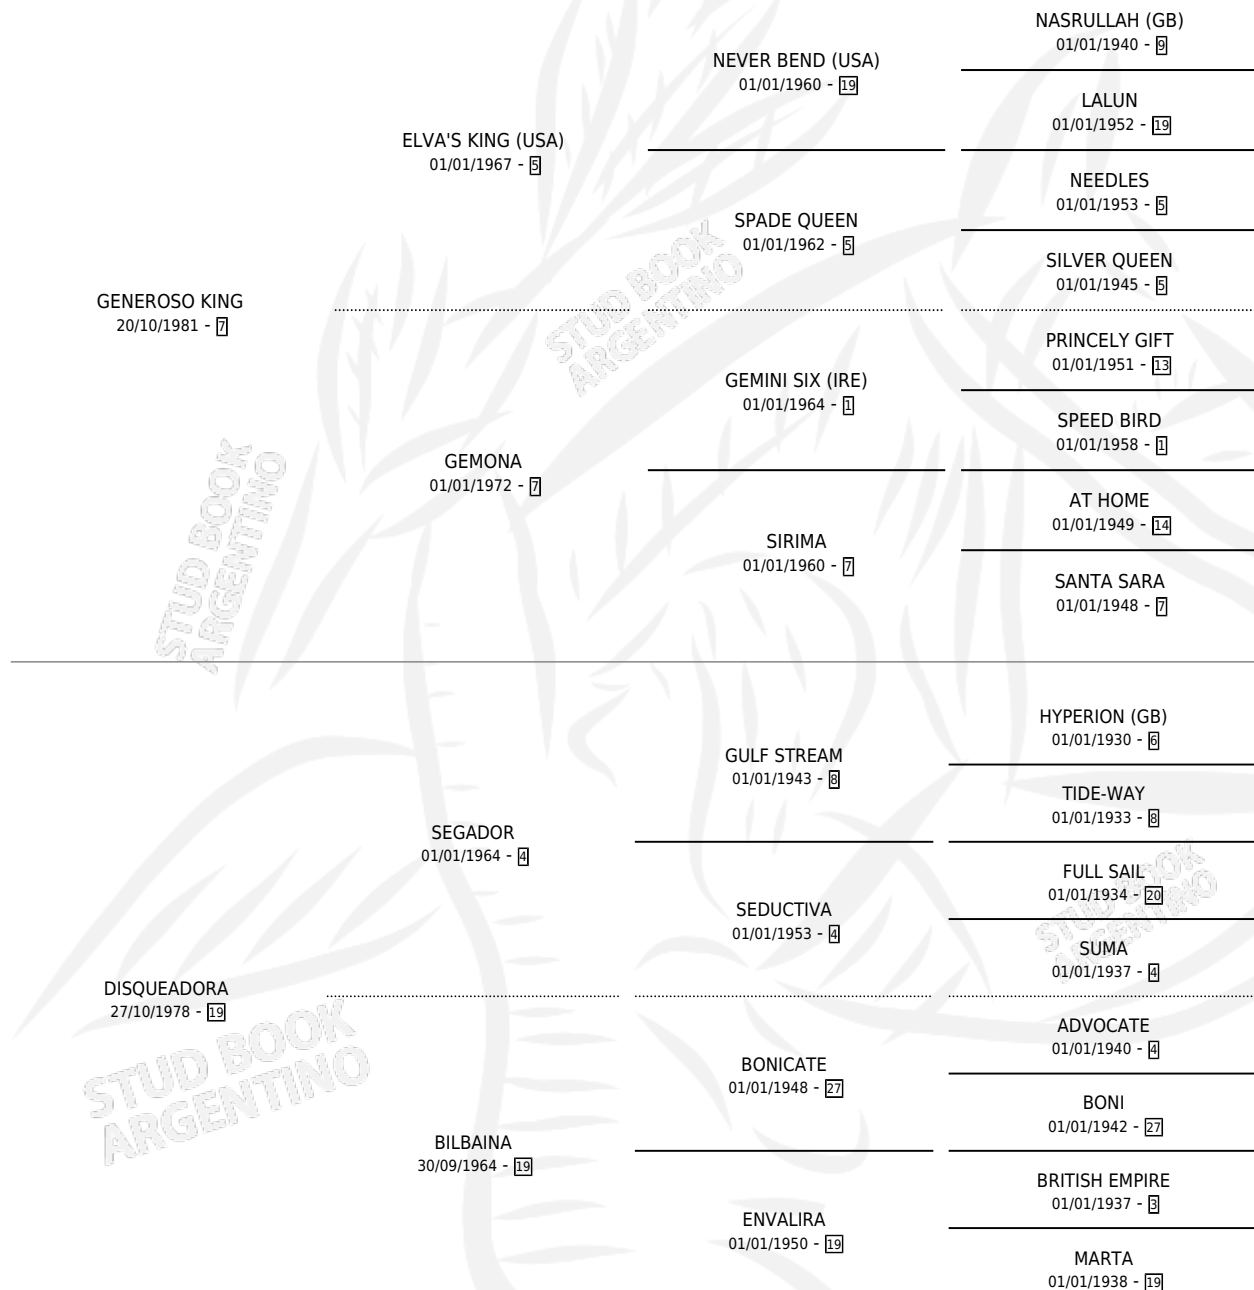 NASRULLAH (GB)
01/01/1940 - 9
NEVER BEND (USA)
01/01/1960 - 19
LALUN
01/01/1952 - 19
ELVA'S KING (USA)
01/01/1967 - 5
NEEDLES
01/01/1953 - 5
SPADE QUEEN
01/01/1962 - 5
SILVER QUEEN
01/01/1945 - 5
GENEROSO KING
20/10/1981 - 7
PRINCELY GIFT
01/01/1951 - 13
GEMINI SIX (IRE)
01/01/1964 - 1
SPEED BIRD
01/01/1958 - 1
GEMONA
01/01/1972 - 7
AT HOME
01/01/1949 - 14
SIRIMA
01/01/1960 - 7
SANTA SARA
01/01/1948 - 7
HYPERION (GB)
01/01/1930 - 6
GULF STREAM
01/01/1943 - 8
TIDE-WAY
01/01/1933 - 8
SEGADOR
01/01/1964 - 4
FULL SAIL
01/01/1934 - 20
SEDUCTIVA
01/01/1953 - 4
SUMA
01/01/1937 - 4
DISQUEADORA
27/10/1978 - 19
ADVOCATE
01/01/1940 - 4
BONICATE
01/01/1948 - 27
BONI
01/01/1942 - 27
BILBAINA
30/09/1964 - 19
BRITISH EMPIRE
01/01/1937 - 3
ENVALIRA
01/01/1950 - 19
MARTA
01/01/1938 - 19
STUD BOOK
ARGENTINO
STUD BOOK
ARGENTINO
STUD BOOK
ARGENTINO
STUD BOOK
ARGENTINO